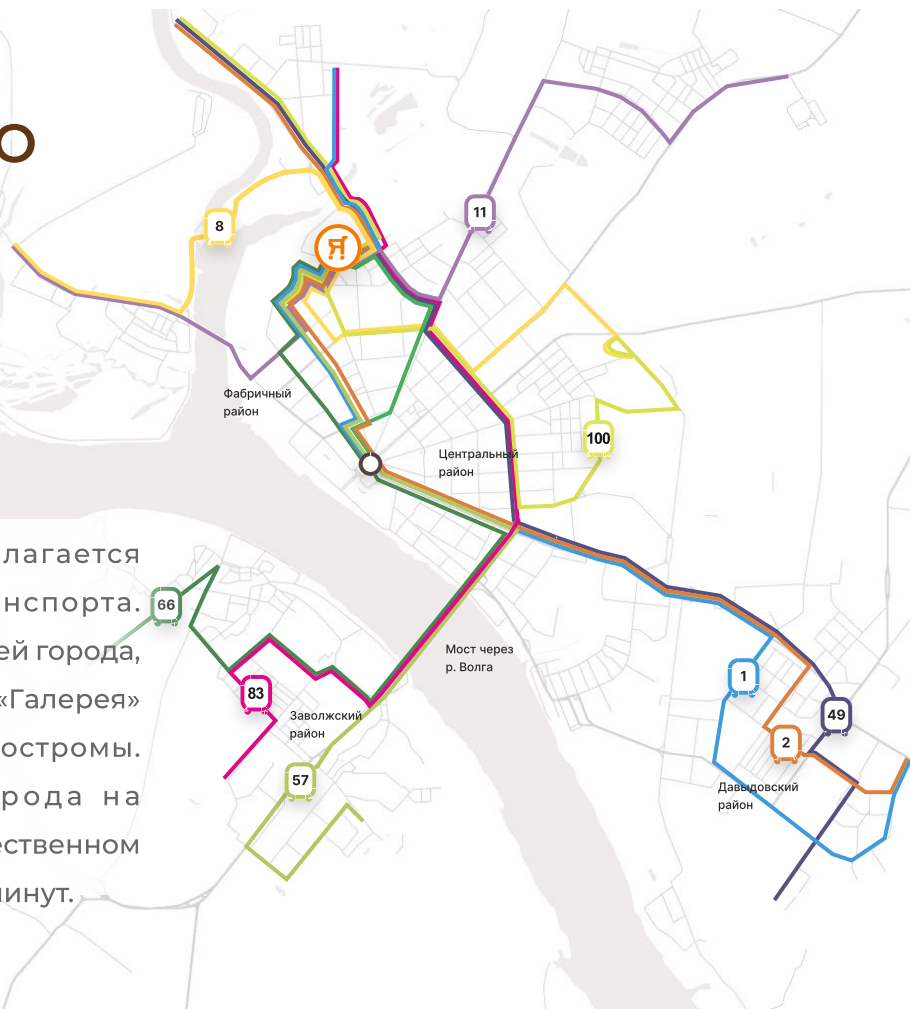 11
8
Фабричный
район
100
Центральный
район
лагается
66
нспорта.
Мост через
р. Волга
ей города,
1
83
«Галерея»
49
Заволжский
район
2
остромы.
57
Давыдовский
район
рода на
ественном
минут.